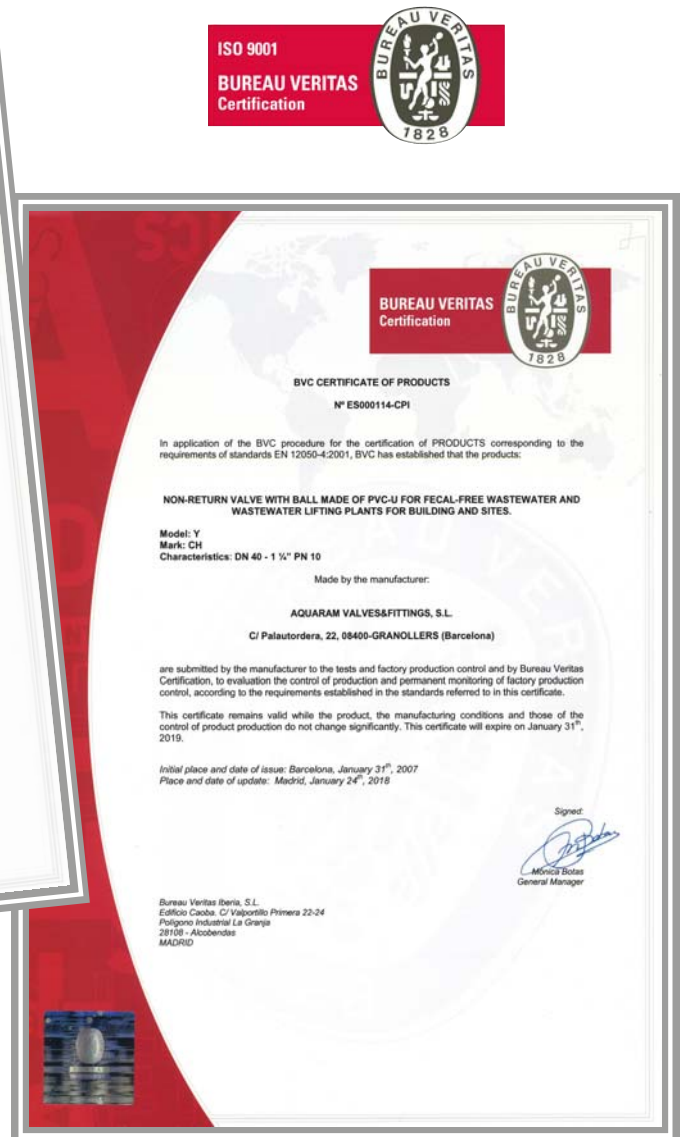 ISO 9001
BUREAU VERITAS
Certification
BUREAU VERITAS
1828
BUREAU VERITAS
Certification
BUREAU VERITAS
1828
BVC CERTIFICATE OF PRODUCTS
Nº ES000114-CPI
In application of the BVC procedure for the certification of PRODUCTS corresponding to the
requirements of standards EN 12050-4:2001, BVC has established that the products:
NON-RETURN VALVE WITH BALL MADE OF PVC-U FOR FECAL-FREE WASTEWATER AND
WASTEWATER LIFTING PLANTS FOR BUILDING AND SITES.
Model: Y
Mark: CH
Characteristics: DN 40 - 1 ¼" PN 10
Made by the manufacturer:
AQUARAM VALVES&FITTINGS, S.L.
C/ Palautordera, 22, 08400-GRANOLLERS (Barcelona)
are submitted by the manufacturer to the tests and factory production control and by Bureau Veritas
Certification, to evaluation the control of production and permanent monitoring of factory production
control, according to the requirements established in the standards referred to in this certificate.
This certificate remains valid while the product, the manufacturing conditions and those of the
control of product production do not change significantly. This certificate will expire on January 31th,
2019.
Initial place and date of issue: Barcelona, January 31th, 2007
Place and date of update: Madrid, January 24th, 2018
Signed:
Mónica Botas
General Manager
Bureau Veritas Iberia, S.L.
Edificio Caoba. C/ Valportillo Primera 22-24
Polígono Industrial La Granja
28108 - Alcobendas
MADRID